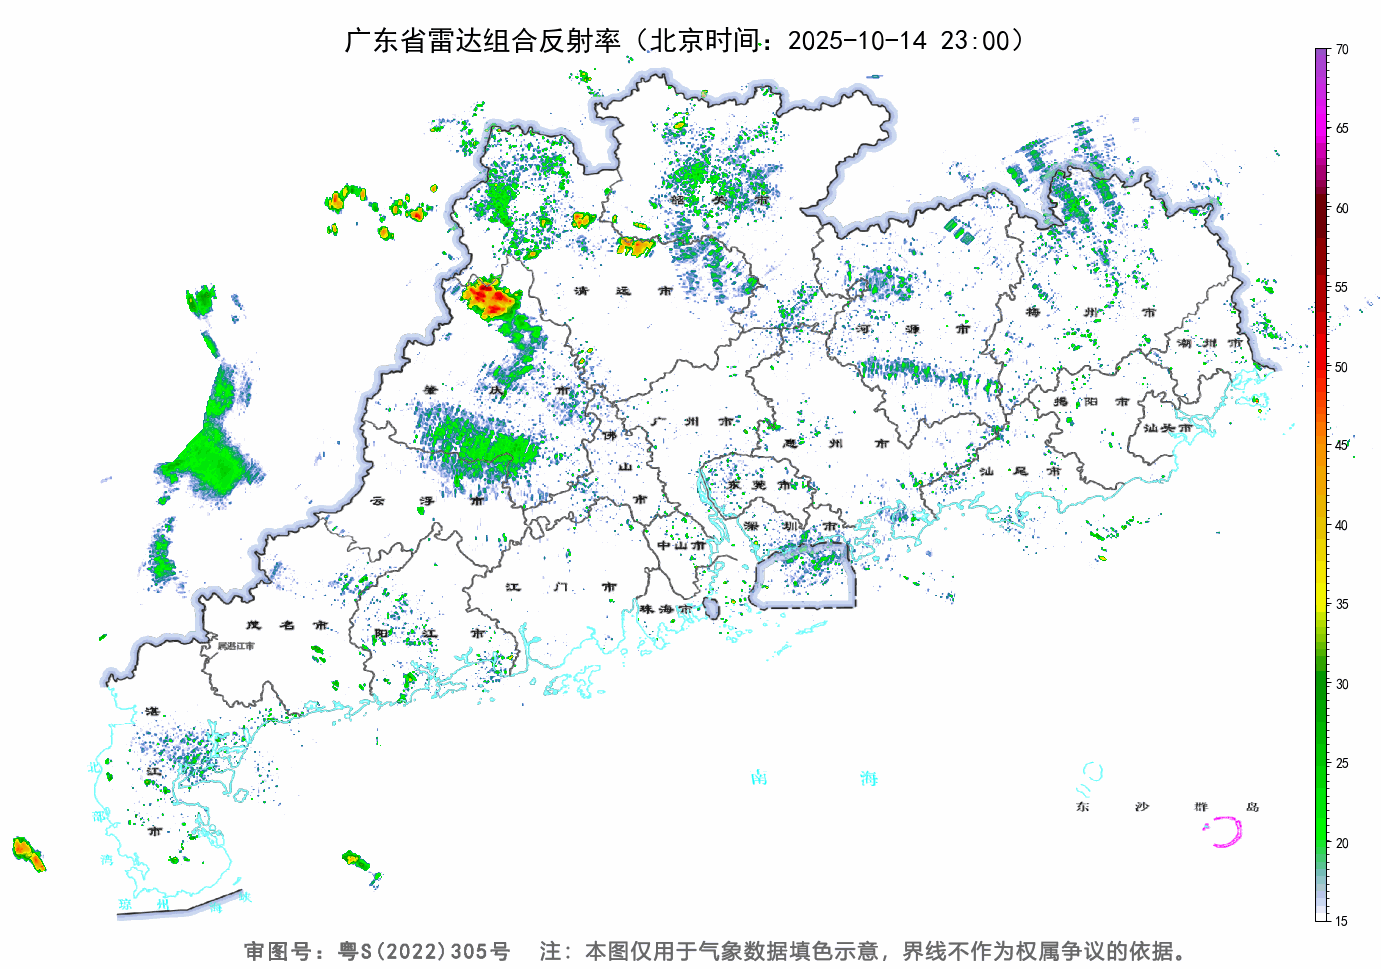 广东省雷达组合反射率（北京时间：2025-10-14 23:00）
70
65
60
55
50
45
40
35
30
25
20
15
韶关市
清远市
河源市
梅州市
潮州市
肇庆市
广州市
惠州市
揭阳市
汕头市
佛山市
云浮市
东莞市
汕尾市
深圳市
中山市
江门市
珠海市
茂名市
阳江市
属湛江市
湛江市
北部湾
南海
东沙群岛
琼州海峡
审图号：粤S(2022)305号 注：本图仅用于气象数据填色示意，界线不作为权属争议的依据。